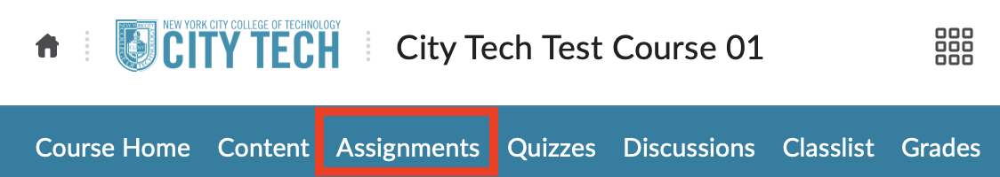 NEW YORK CITY COLLEGE OF TECHNOLOGY
CITY TECH
City Tech Test Course 01
Course Home Content Assignments Quizzes Discussions Classlist Grades